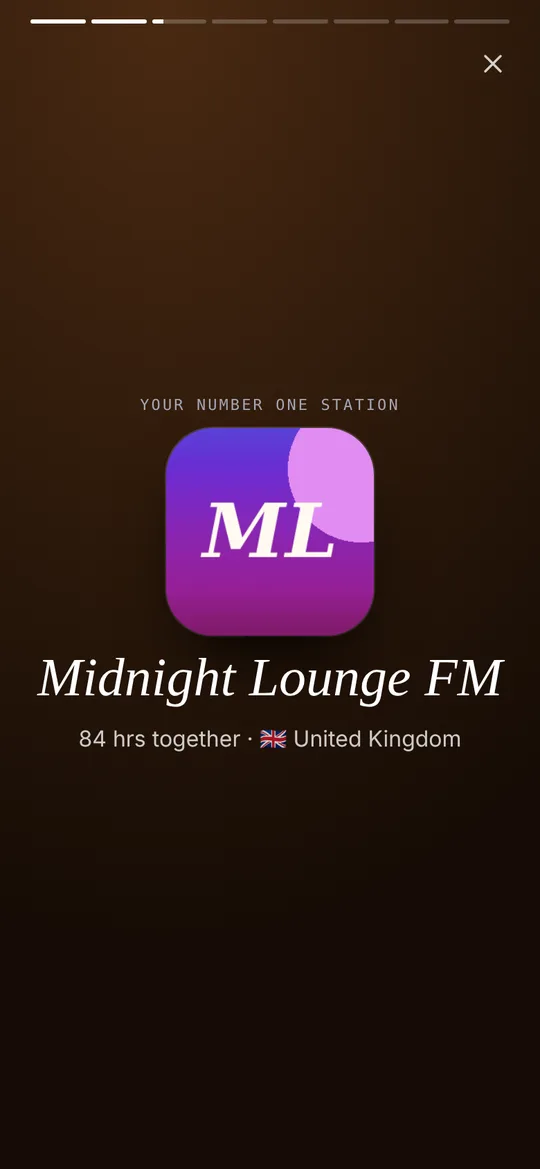 YOUR NUMBER ONE STATION
ML
Midnight Lounge FM
84 hrs together · 🇬🇧 United Kingdom